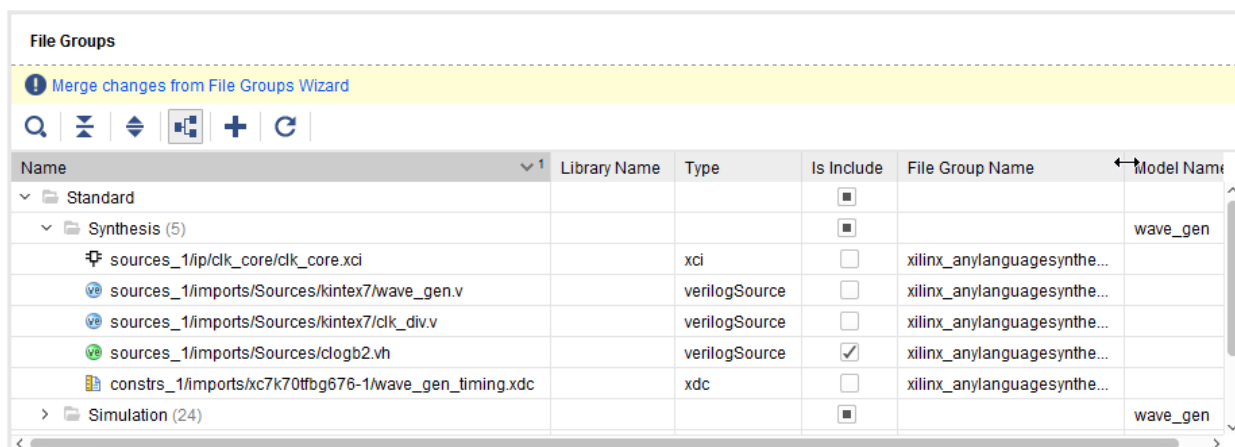 File Groups
Merge changes from File Groups Wizard
Name 1 Library Name Type Is Include File Group Name Model Name
Standard
Synthesis (5) wave_gen
sources_1/ip/clk_core/clk_core.xci xci xilinx_anylanguagesynthe...
sources_1/imports/Sources/kintex7/wave_gen.v verilogSource xilinx_anylanguagesynthe...
sources_1/imports/Sources/kintex7/clk_div.v verilogSource xilinx_anylanguagesynthe...
sources_1/imports/Sources/clogb2.vh verilogSource xilinx_anylanguagesynthe...
constrs_1/imports/xc7k70tfbg676-1/wave_gen_timing.xdc xdc xilinx_anylanguagesynthe...
Simulation (24) wave_gen